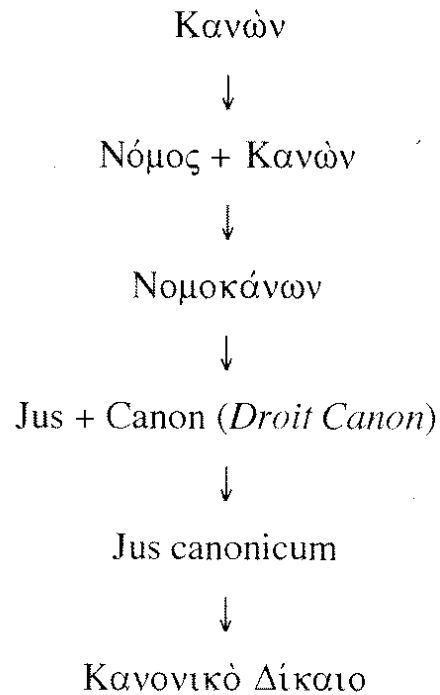 Κανὼν
↓
Νόμος + Κανὼν
↓
Νομοκάνων
↓
Jus + Canon (Droit Canon)
↓
Jus canonicum
↓
Κανονικὸ Δίκαιο